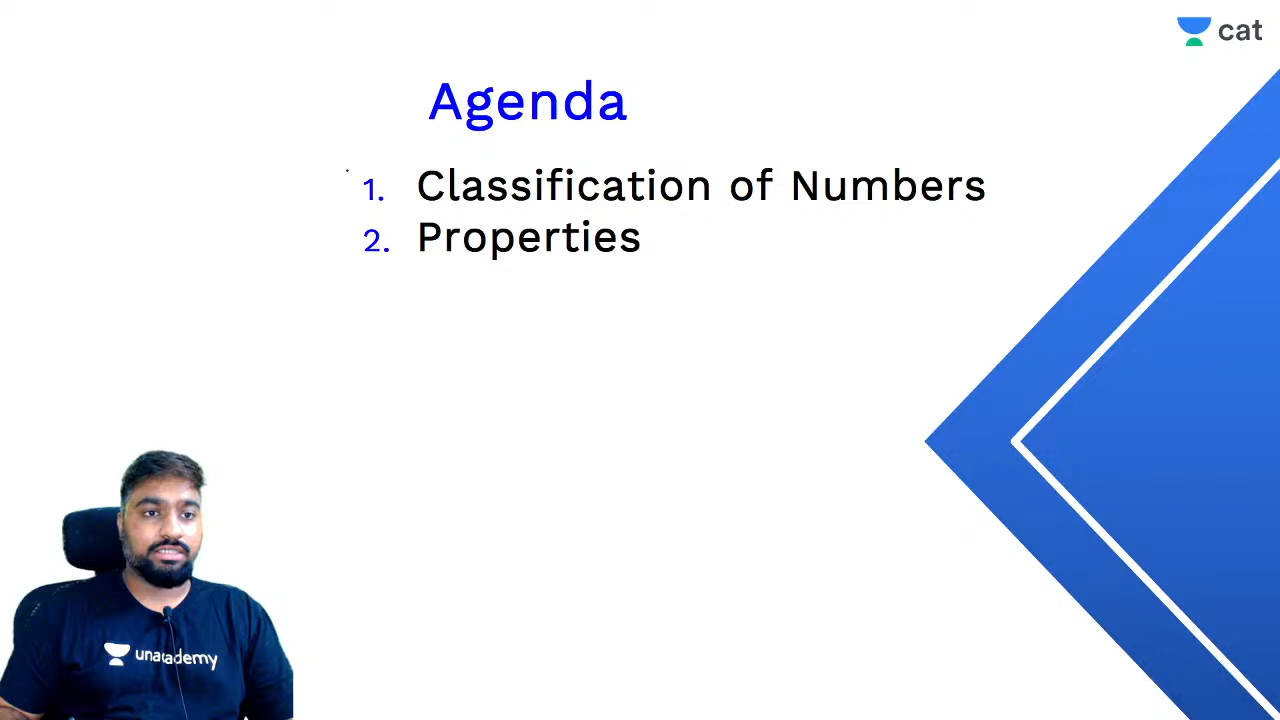 cat
Agenda
1. Classification of Numbers
2. Properties
unacademy